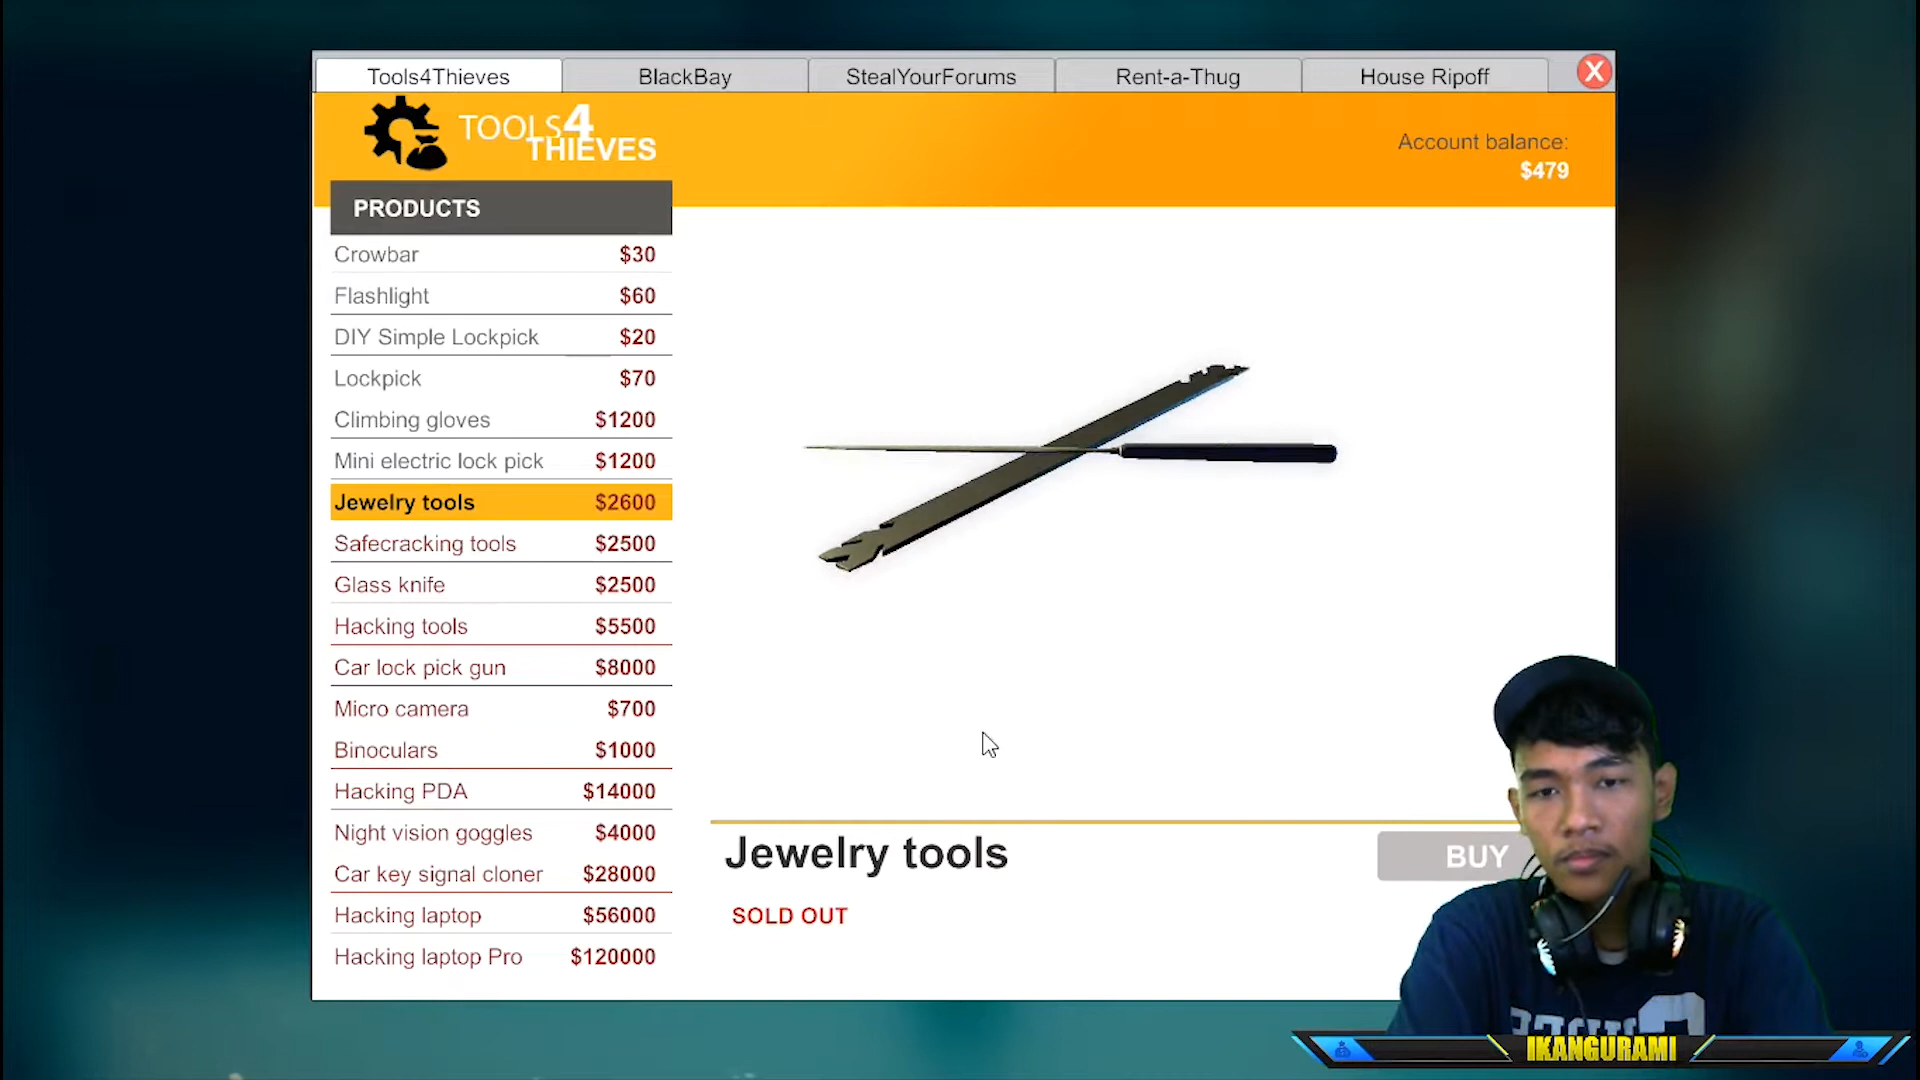 Tools4Thieves
BlackBay
StealYourForums
Rent-a-Thug
House Ripoff
X
TOOLS4
THIEVES
Account balance:
$479
PRODUCTS
Crowbar $30
Flashlight $60
DIY Simple Lockpick $20
Lockpick $70
Climbing gloves $1200
Mini electric lock pick $1200
Jewelry tools $2600
Safecracking tools $2500
Glass knife $2500
Hacking tools $5500
Car lock pick gun $8000
Micro camera $700
Binoculars $1000
Hacking PDA $14000
Night vision goggles $4000
Car key signal cloner $28000
Hacking laptop $56000
Hacking laptop Pro $120000
Jewelry tools
BUY
SOLD OUT
IKANGURAMI